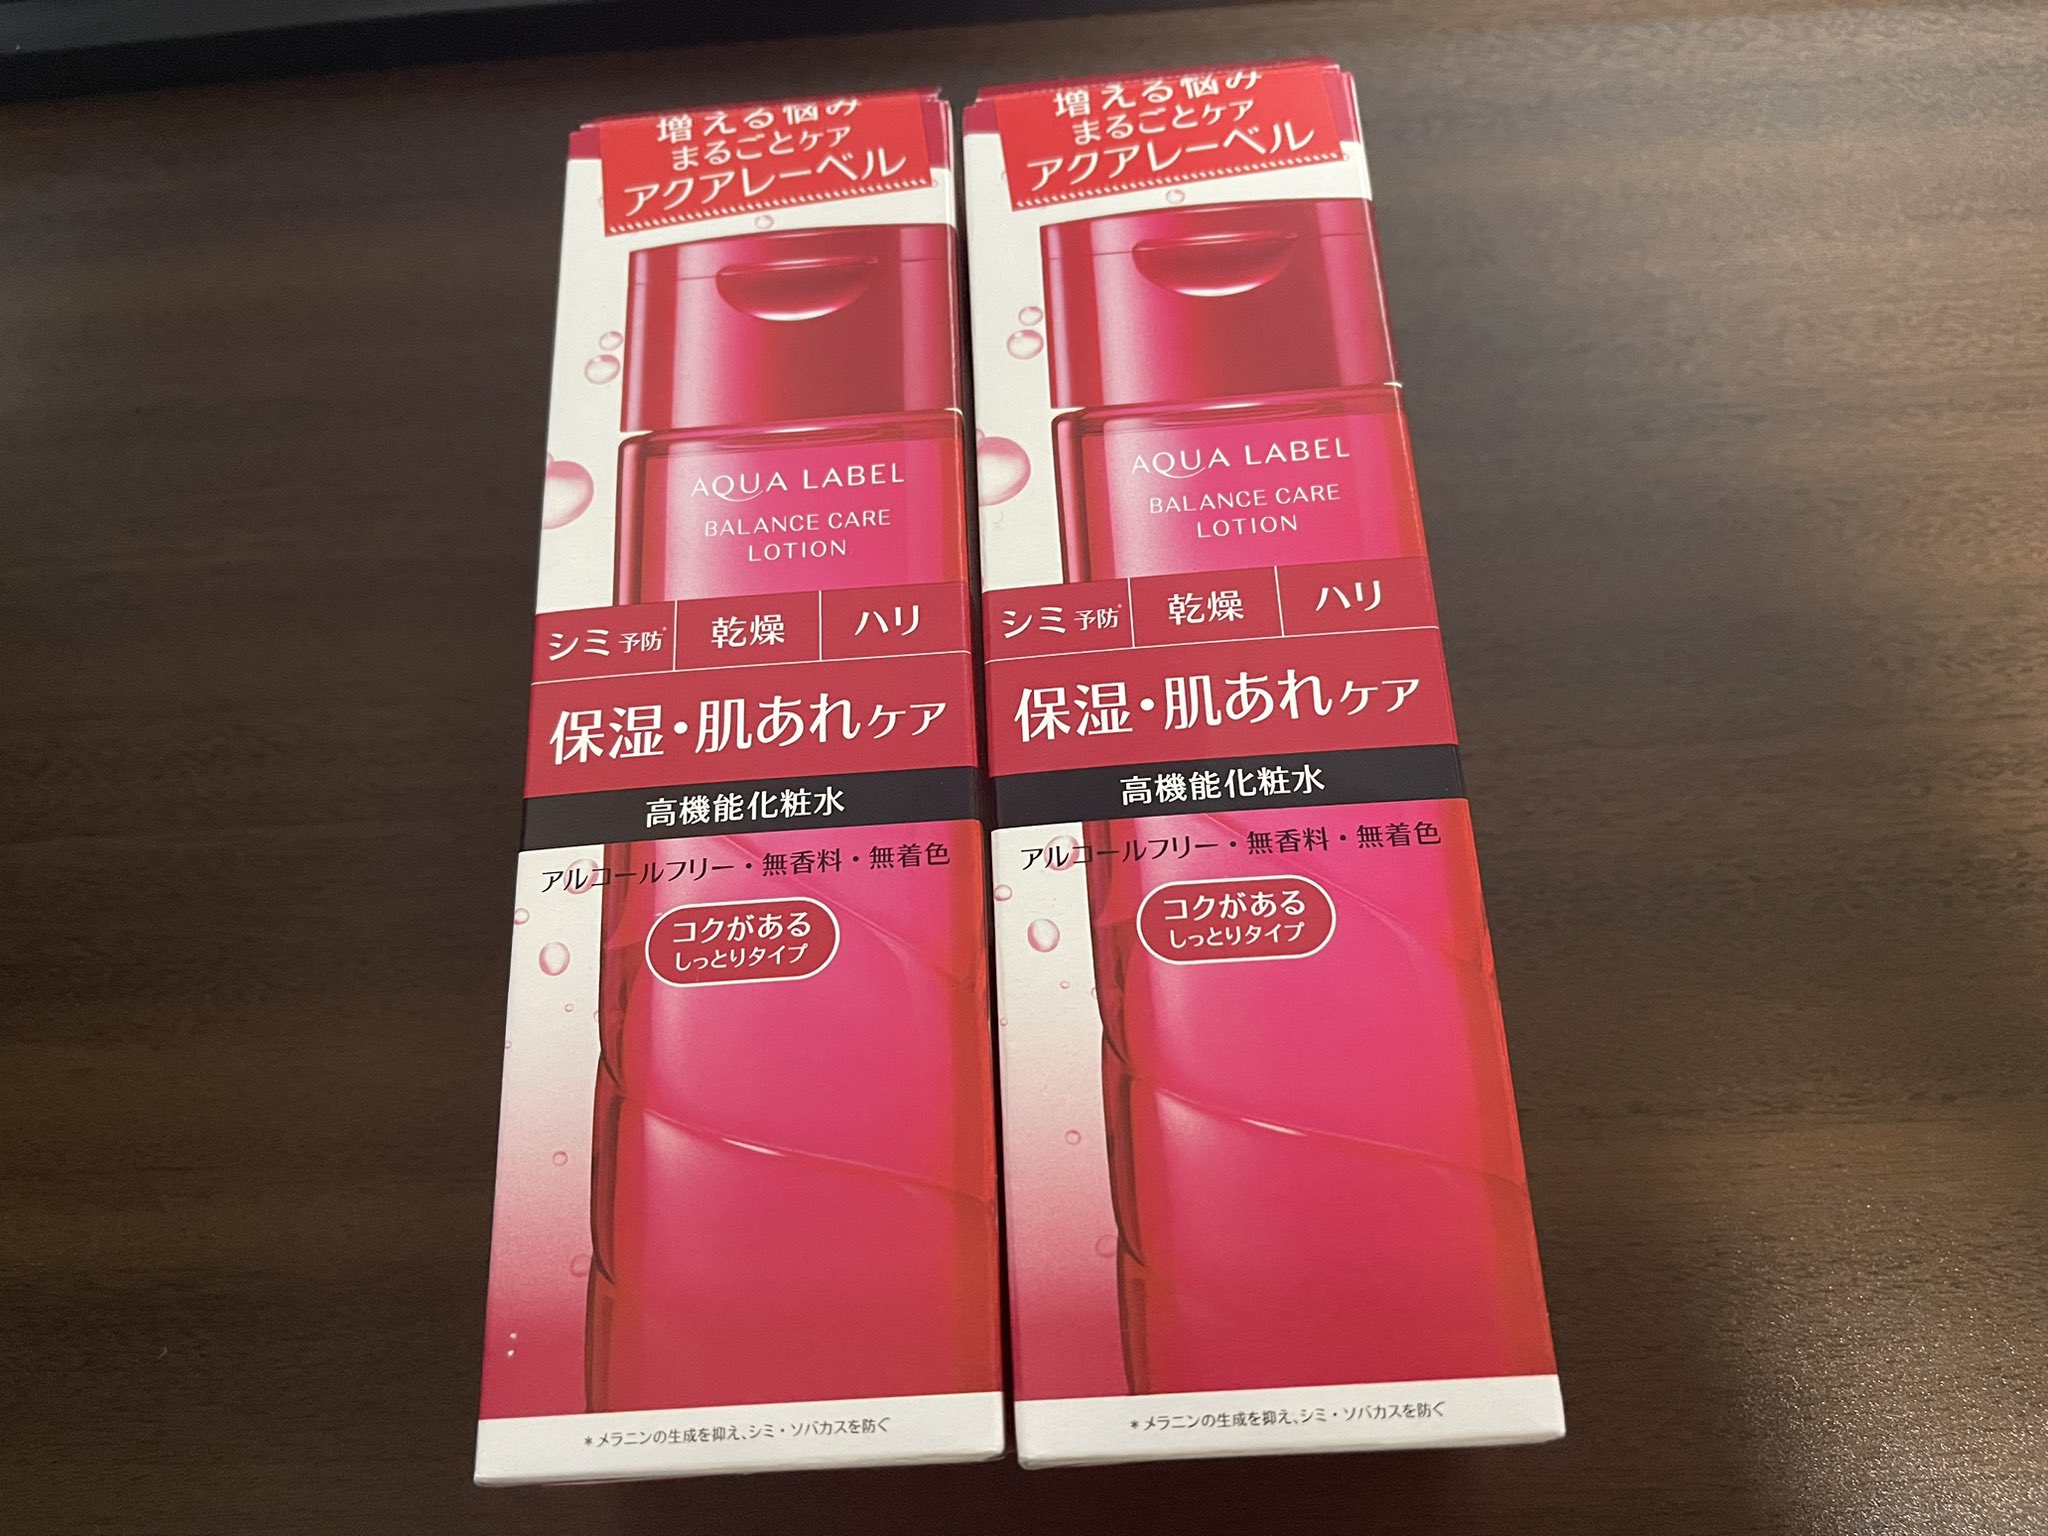 増える悩み
まるごとケア
アクアレーベル
AQUA LABEL
BALANCE CARE
LOTION
シミ予防* 乾燥 ハリ
保湿・肌あれケア
高機能化粧水
アルコールフリー・無香料・無着色
コクがある
しっとりタイプ
*メラニンの生成を抑え、シミ・ソバカスを防ぐ
増える悩み
まるごとケア
アクアレーベル
AQUA LABEL
BALANCE CARE
LOTION
シミ予防* 乾燥 ハリ
保湿・肌あれケア
高機能化粧水
アルコールフリー・無香料・無着色
コクがある
しっとりタイプ
*メラニンの生成を抑え、シミ・ソバカスを防ぐ